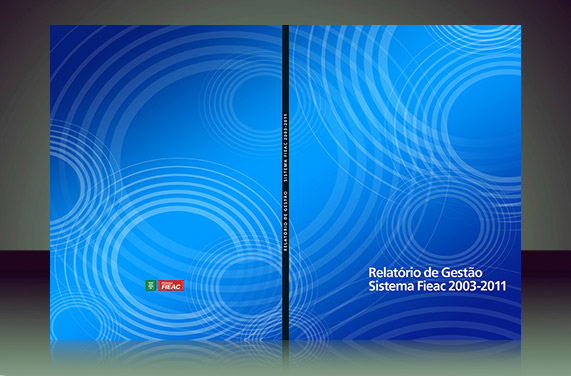 Relatório de Gestão
Sistema Fieac 2003-2011
RELATÓRIO DE GESTÃO SISTEMA FIEAC 2003-2011
FIEAC